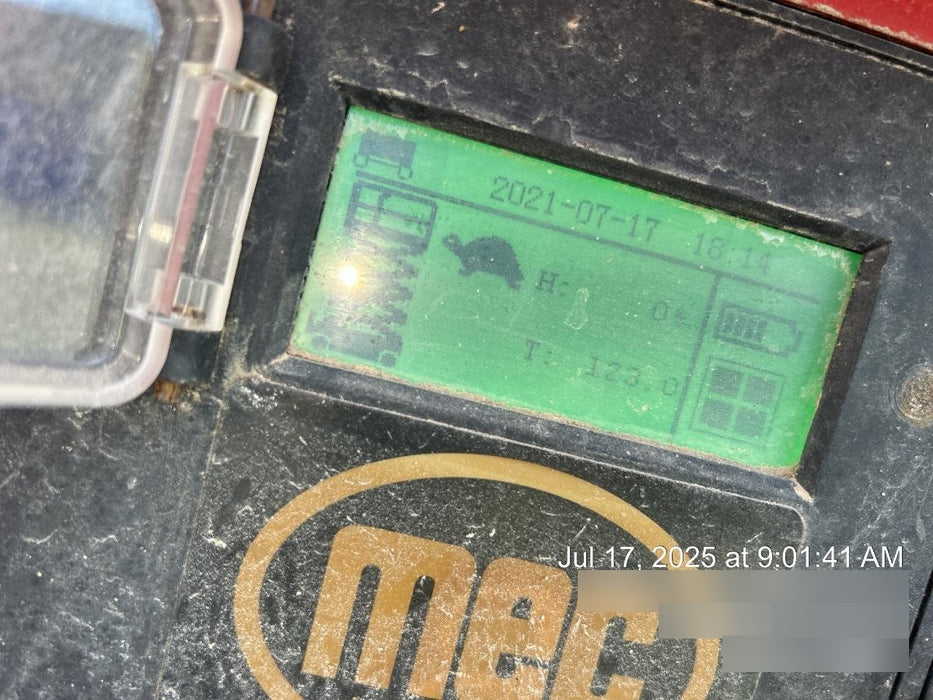 2021-07-17 18:14
H: 0%
T: 123.0
mec
Jul 17, 2025 at 9:01:41 AM